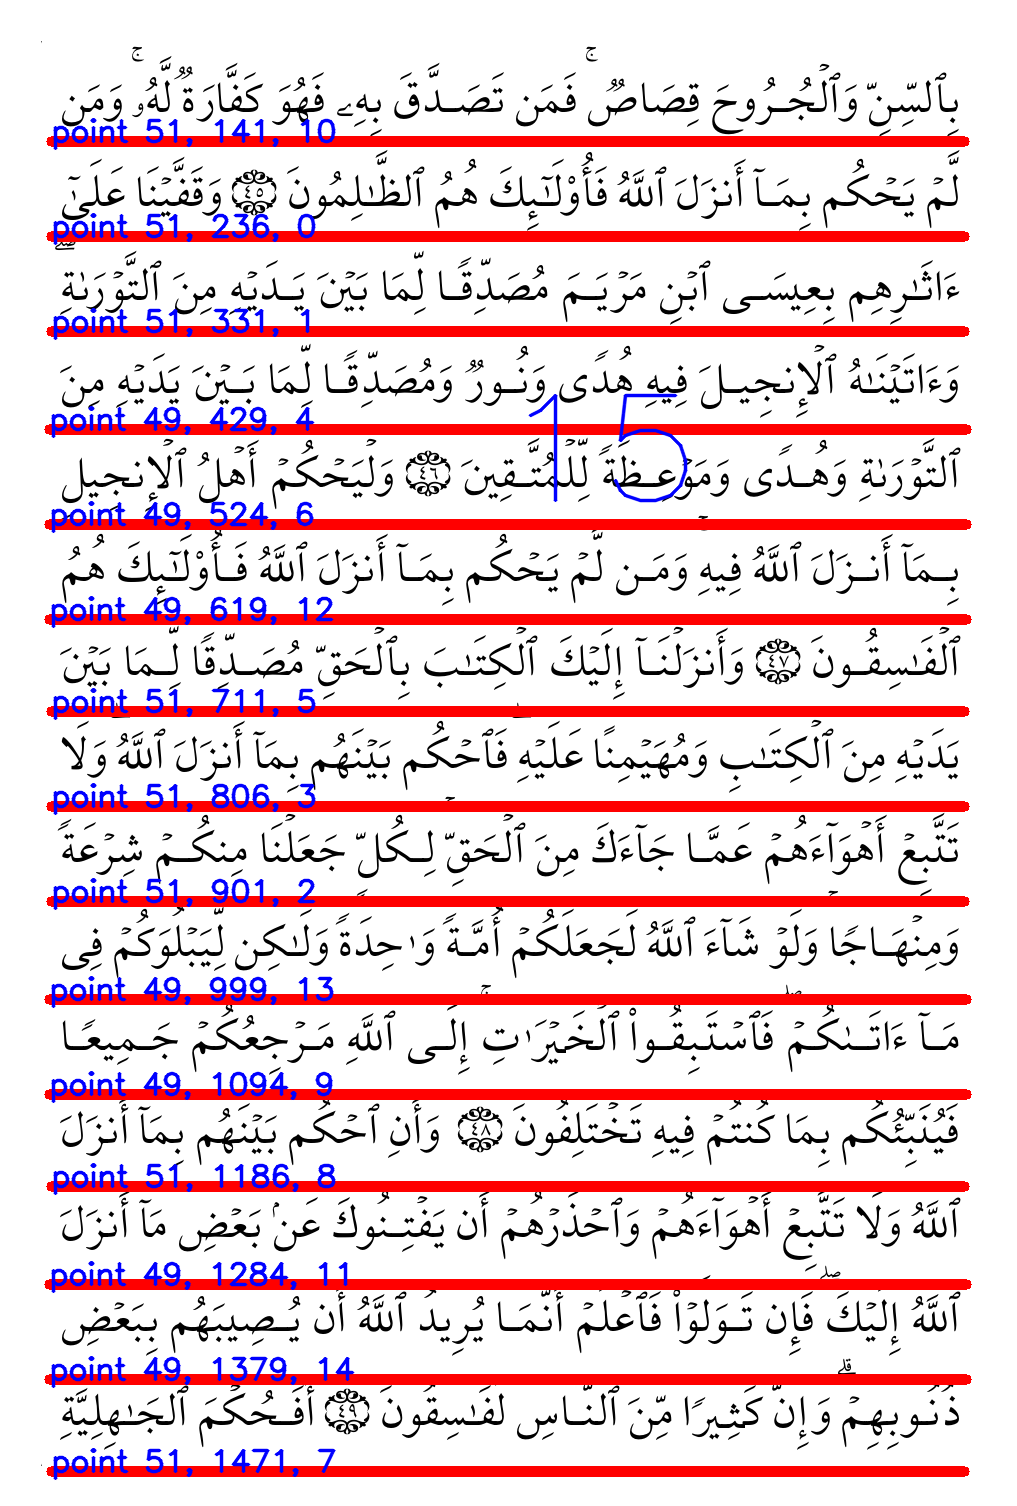 بِٱلسِّنِّ وَٱلۡجُرُوحَ قِصَاصٞۚ فَمَن تَصَدَّقَ بِهِۦ فَهُوَ كَفَّارَةٞ لَّهُۥۚ وَمَن
point 51, 141, 10
لَّمۡ يَحۡكُم بِمَآ أَنزَلَ ٱللَّهُ فَأُوْلَٰٓئِكَ هُمُ ٱلظَّٰلِمُونَ ٤٥ وَقَفَّيۡنَا عَلَىٰٓ
point 51, 236, 0
ءَاثَٰرِهِم بِعِيسَى ٱبۡنِ مَرۡيَمَ مُصَدِّقٗا لِّمَا بَيۡنَ يَدَيۡهِ مِنَ ٱلتَّوۡرَىٰةِۖ
point 51, 331, 1
وَءَاتَيۡنَٰهُ ٱلۡإِنجِيلَ فِيهِ هُدٗى وَنُورٞ وَمُصَدِّقٗا لِّمَا بَيۡنَ يَدَيۡهِ مِنَ
point 49, 429, 4
15
ٱلتَّوۡرَىٰةِ وَهُدٗى وَمَوۡعِظَةٗ لِّلۡمُتَّقِينَ ٤٦ وَلۡيَحۡكُمۡ أَهۡلُ ٱلۡإِنجِيلِ
point 49, 524, 6
بِمَآ أَنزَلَ ٱللَّهُ فِيهِۚ وَمَن لَّمۡ يَحۡكُم بِمَآ أَنزَلَ ٱللَّهُ فَأُوْلَٰٓئِكَ هُمُ
point 49, 619, 12
ٱلۡفَٰسِقُونَ ٤٧ وَأَنزَلۡنَآ إِلَيۡكَ ٱلۡكِتَٰبَ بِٱلۡحَقِّ مُصَدِّقٗا لِّمَا بَيۡنَ
point 51, 711, 5
يَدَيۡهِ مِنَ ٱلۡكِتَٰبِ وَمُهَيۡمِنًا عَلَيۡهِۖ فَٱحۡكُم بَيۡنَهُم بِمَآ أَنزَلَ ٱللَّهُۖ وَلَا
point 51, 806, 3
تَتَّبِعۡ أَهۡوَآءَهُمۡ عَمَّا جَآءَكَ مِنَ ٱلۡحَقِّۚ لِكُلّٖ جَعَلۡنَا مِنكُمۡ شِرۡعَةٗ
point 51, 901, 2
وَمِنۡهَاجٗاۚ وَلَوۡ شَآءَ ٱللَّهُ لَجَعَلَكُمۡ أُمَّةٗ وَٰحِدَةٗ وَلَٰكِن لِّيَبۡلُوَكُمۡ فِي
point 49, 999, 13
مَآ ءَاتَىٰكُمۡۖ فَٱسۡتَبِقُواْ ٱلۡخَيۡرَٰتِۚ إِلَى ٱللَّهِ مَرۡجِعُكُمۡ جَمِيعٗا
point 49, 1094, 9
فَيُنَبِّئُكُم بِمَا كُنتُمۡ فِيهِ تَخۡتَلِفُونَ ٤٨ وَأَنِ ٱحۡكُم بَيۡنَهُم بِمَآ أَنزَلَ
point 51, 1186, 8
ٱللَّهُ وَلَا تَتَّبِعۡ أَهۡوَآءَهُمۡ وَٱحۡذَرۡهُمۡ أَن يَفۡتِنُوكَ عَنۢ بَعۡضِ مَآ أَنزَلَ
point 49, 1284, 11
ٱللَّهُ إِلَيۡكَۖ فَإِن تَوَلَّوۡاْ فَٱعۡلَمۡ أَنَّمَا يُرِيدُ ٱللَّهُ أَن يُصِيبَهُم بِبَعۡضِ
point 49, 1379, 14
ذُنُوبِهِمۡۗ وَإِنَّ كَثِيرٗا مِّنَ ٱلنَّاسِ لَفَٰسِقُونَ ٤٩ أَفَحُكۡمَ ٱلۡجَٰهِلِيَّةِ
point 51, 1471, 7